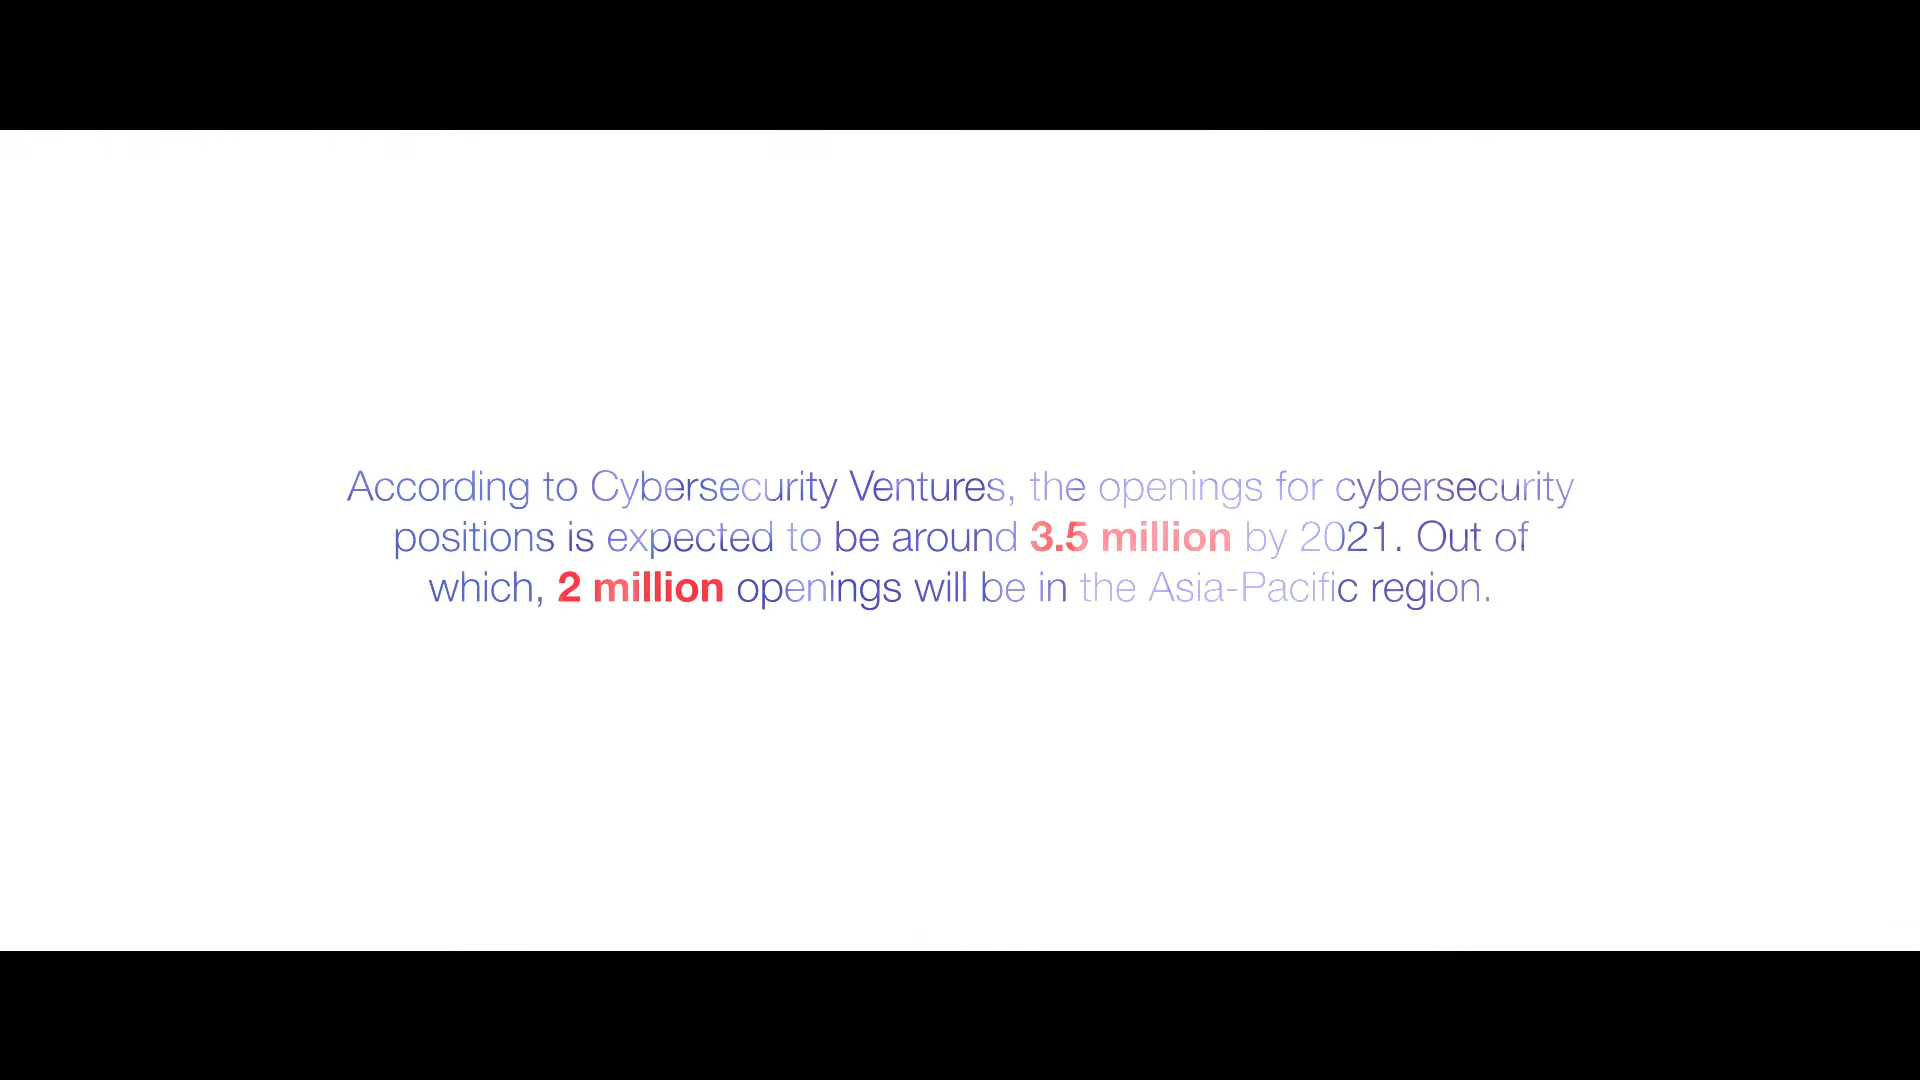 According to Cybersecurity Ventures, the openings for cybersecurity
positions is expected to be around 3.5 million by 2021. Out of
which, 2 million openings will be in the Asia-Pacific region.